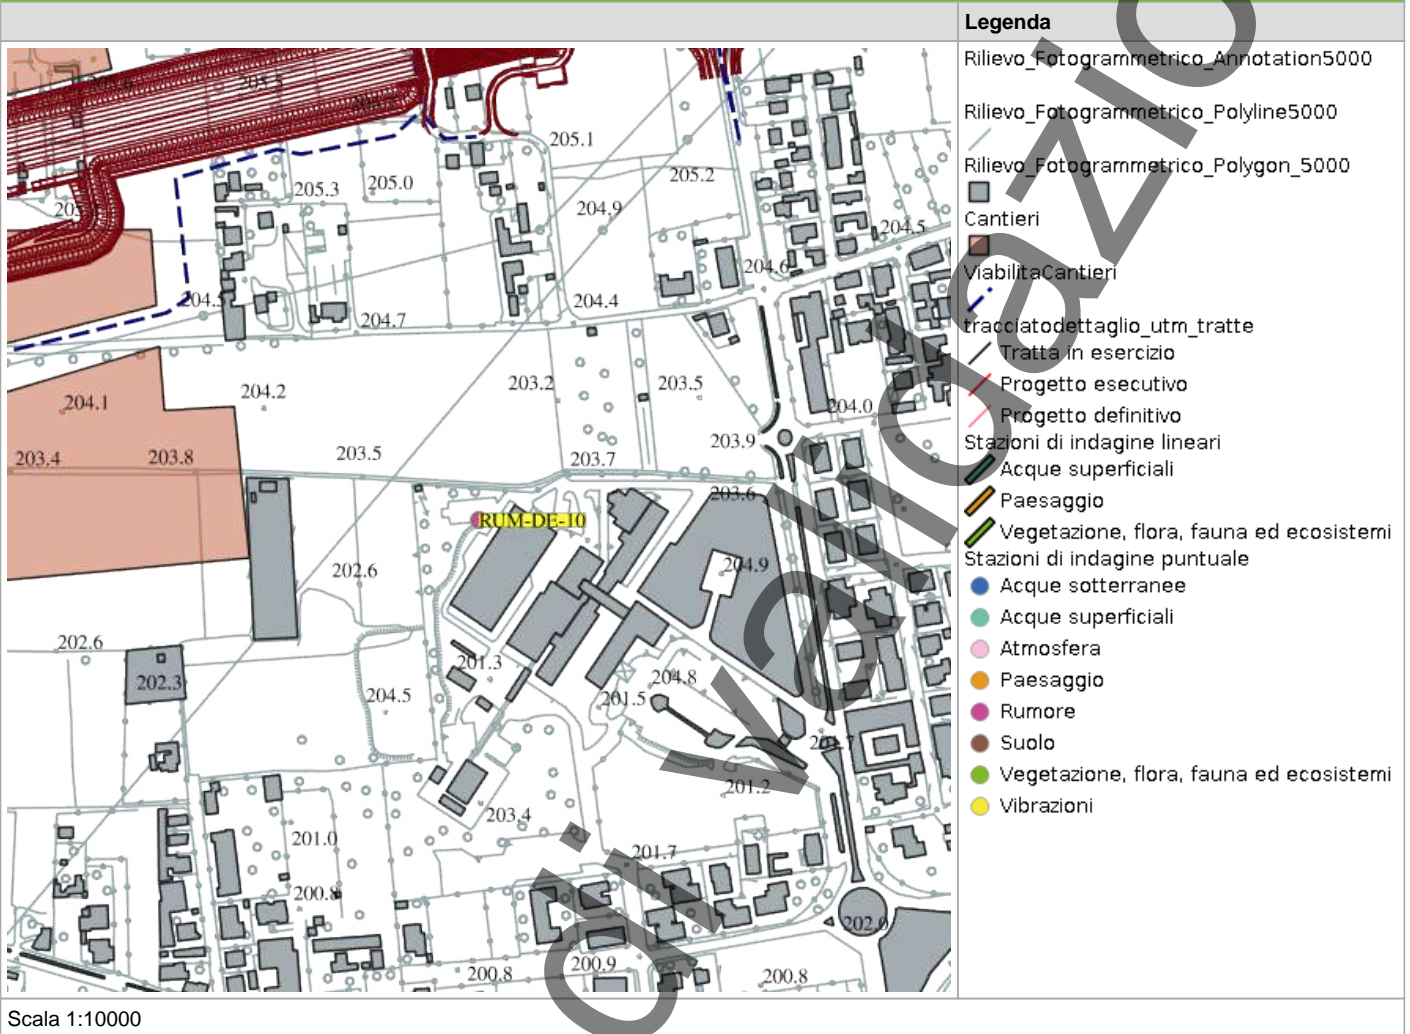 Legenda
Rilievo_Fotogrammetrico_Annotation5000
Rilievo_Fotogrammetrico_Polyline5000
Rilievo_Fotogrammetrico_Polygon_5000
Cantieri
ViabilitaCantieri
tracciatodettaglio_utm_tratte
Tratta in esercizio
Progetto esecutivo
Progetto definitivo
Stazioni di indagine lineari
Acque superficiali
Paesaggio
Vegetazione, flora, fauna ed ecosistemi
Stazioni di indagine puntuale
Acque sotterranee
Acque superficiali
Atmosfera
Paesaggio
Rumore
Suolo
Vegetazione, flora, fauna ed ecosistemi
Vibrazioni
205.1
205.3
205.0
205.2
204.9
204.5
204.6
204.4
204.7
204.1
204.2
203.2
203.5
204.0
203.9
203.4
203.8
203.5
203.7
203.6
RUM-DE-10
202.6
204.9
202.6
201.3
204.8
202.3
204.5
201.5
201.7
201.2
203.4
201.0
201.7
200.8
202.0
200.8
200.9
200.8
di validazio
Scala 1:10000